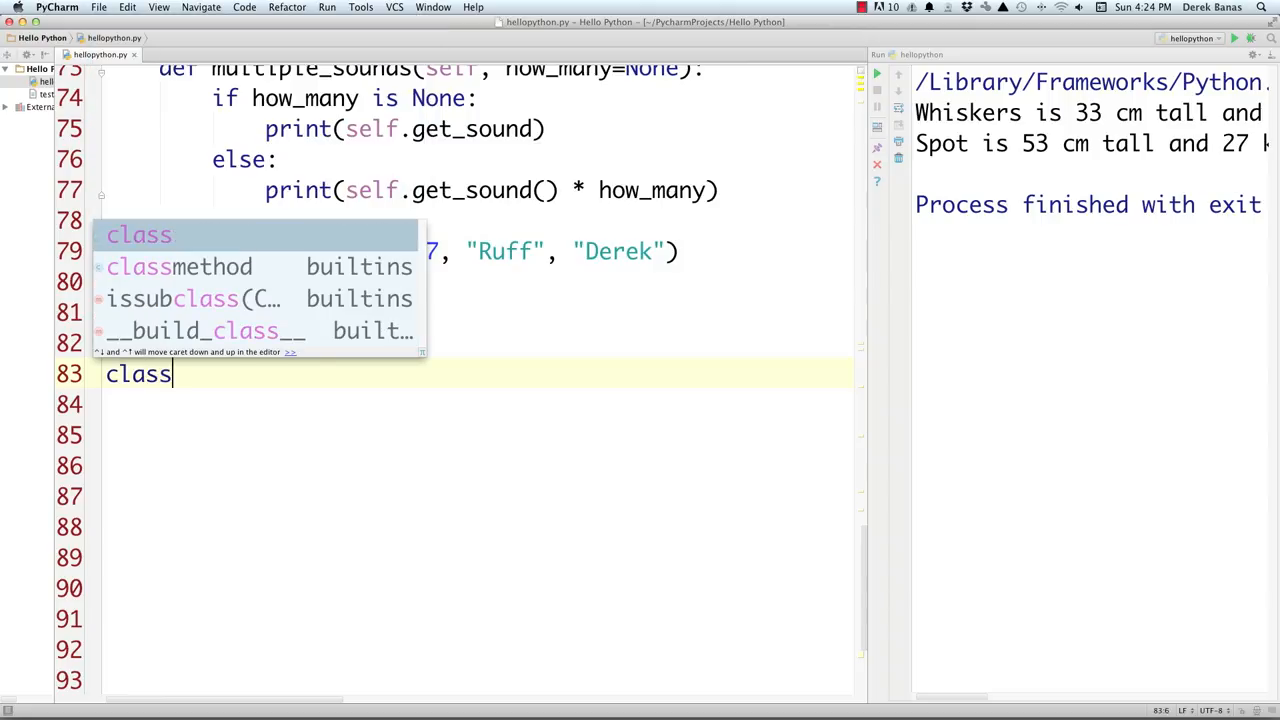 PyCharm File Edit View Navigate Code Refactor Run Tools VCS Window Help 10 Sun 4:24 PM Derek Banas
hellopython.py – Hello Python – [~/PycharmProjects/Hello Python]
Hello Python hellopython.py hellopython
hellopython.py Run hellopython
Hello P
hell
test
Externa
73 def multiple_sounds(self, how_many=None):
74 if how_many is None:
75 print(self.get_sound)
76 else:
77 print(self.get_sound() * how_many)
78
79 7, "Ruff", "Derek")
80
81
82
83 class
84
85
86
87
88
89
90
91
92
93
class
classmethod builtins
issubclass(C… builtins
__build_class__ built…
^↓ and ^↑ will move caret down and up in the editor >>
/Library/Frameworks/Python.
Whiskers is 33 cm tall and
Spot is 53 cm tall and 27 k
Process finished with exit
83:6 LF UTF-8